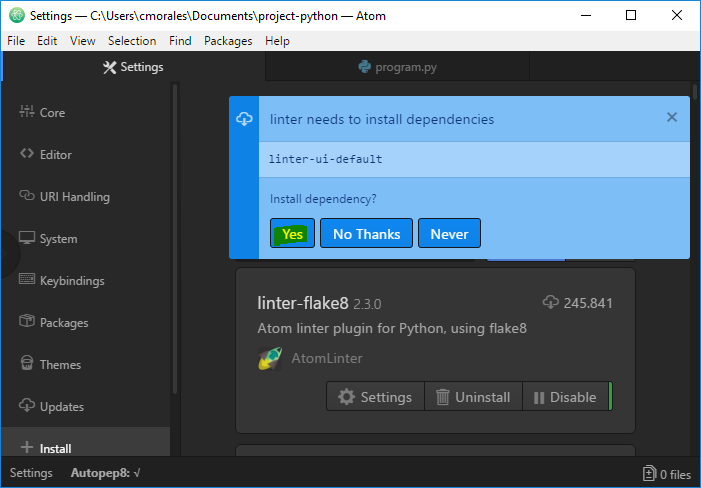 Settings — C:\Users\cmorales\Documents\project-python — Atom
File Edit View Selection Find Packages Help
Settings program.py
Core
Editor
URI Handling
System
Keybindings
Packages
Themes
Updates
Install
linter needs to install dependencies
linter-ui-default
Install dependency?
Yes No Thanks Never
linter-flake8 2.3.0 245.841
Atom linter plugin for Python, using flake8
AtomLinter
Settings Uninstall Disable
Settings Autopep8: √ 0 files